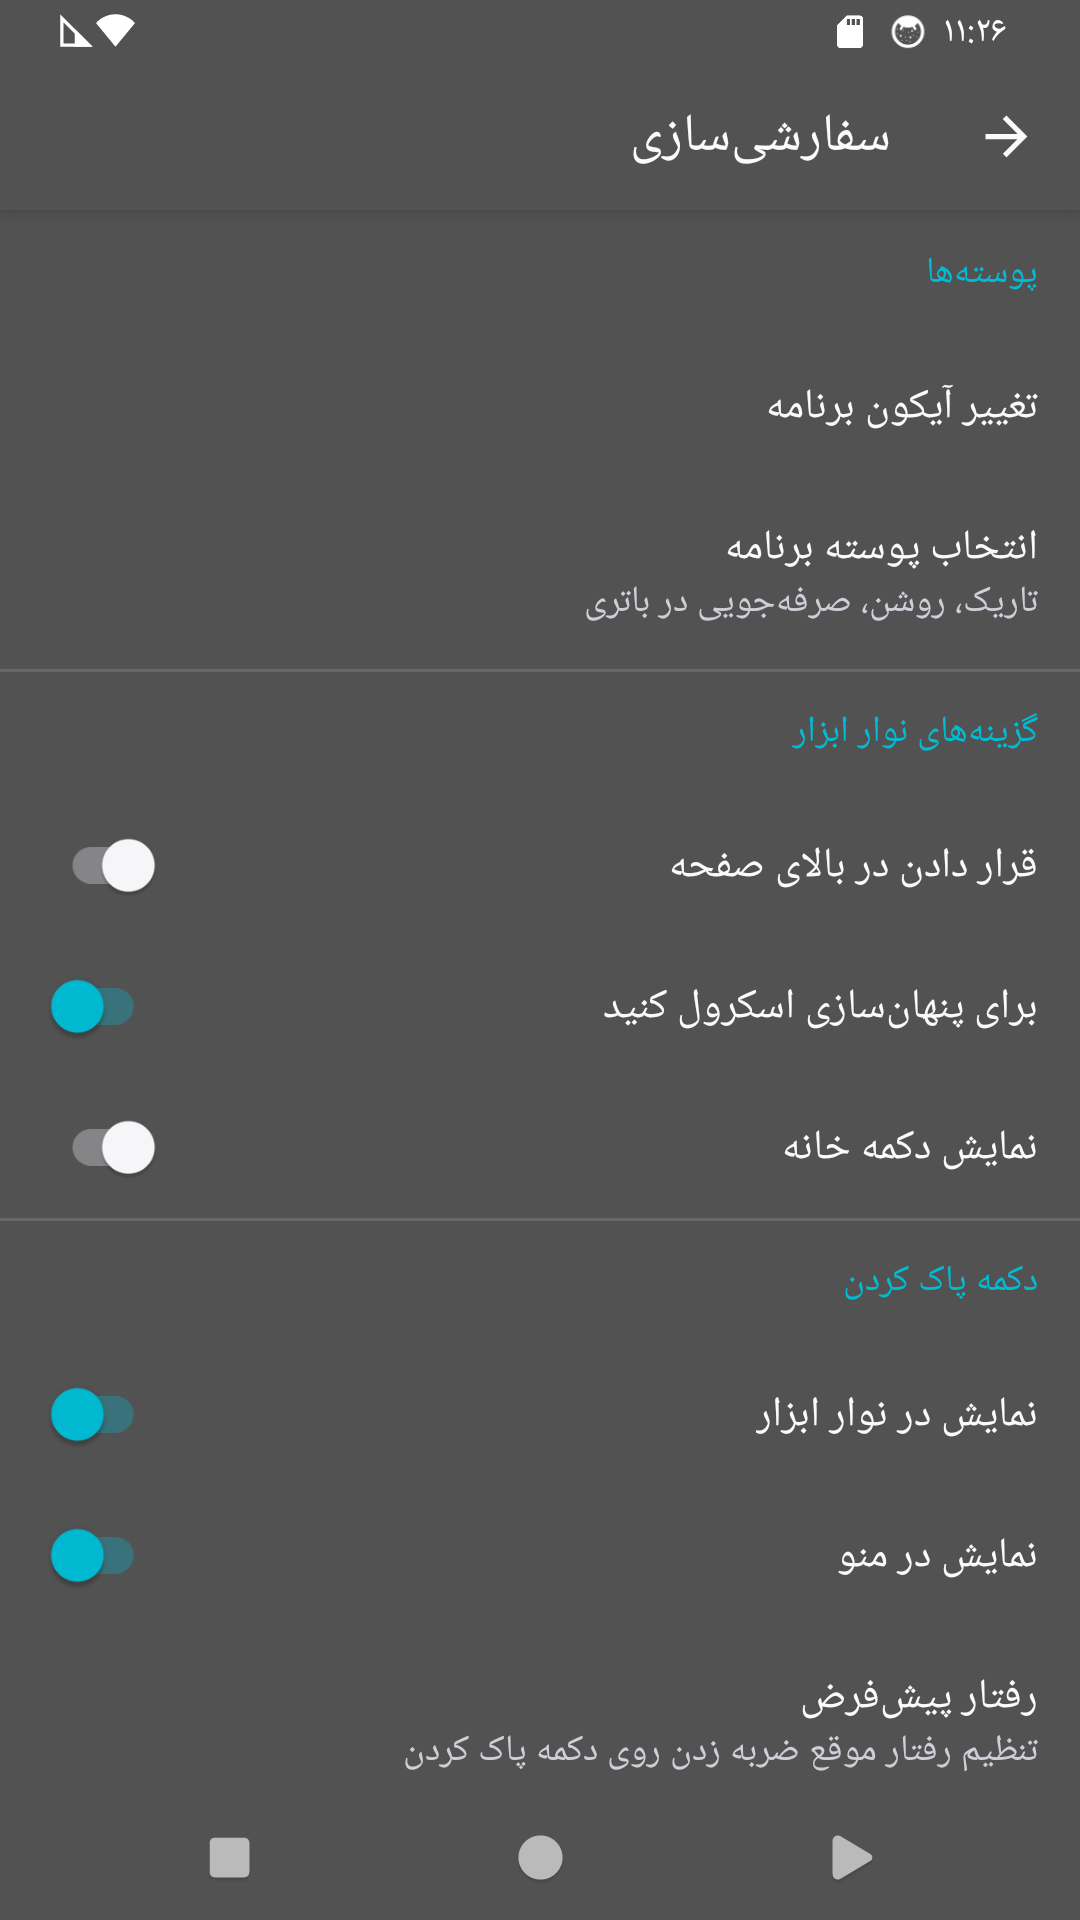 ۱۱:۲۶
سفارشی‌سازی
پوسته‌ها
تغییر آیکون برنامه
انتخاب پوسته برنامه
تاریک، روشن، صرفه‌جویی در باتری
گزینه‌های نوار ابزار
قرار دادن در بالای صفحه
برای پنهان‌سازی اسکرول کنید
نمایش دکمه خانه
دکمه پاک کردن
نمایش در نوار ابزار
نمایش در منو
رفتار پیش‌فرض
تنظیم رفتار موقع ضربه زدن روی دکمه پاک کردن